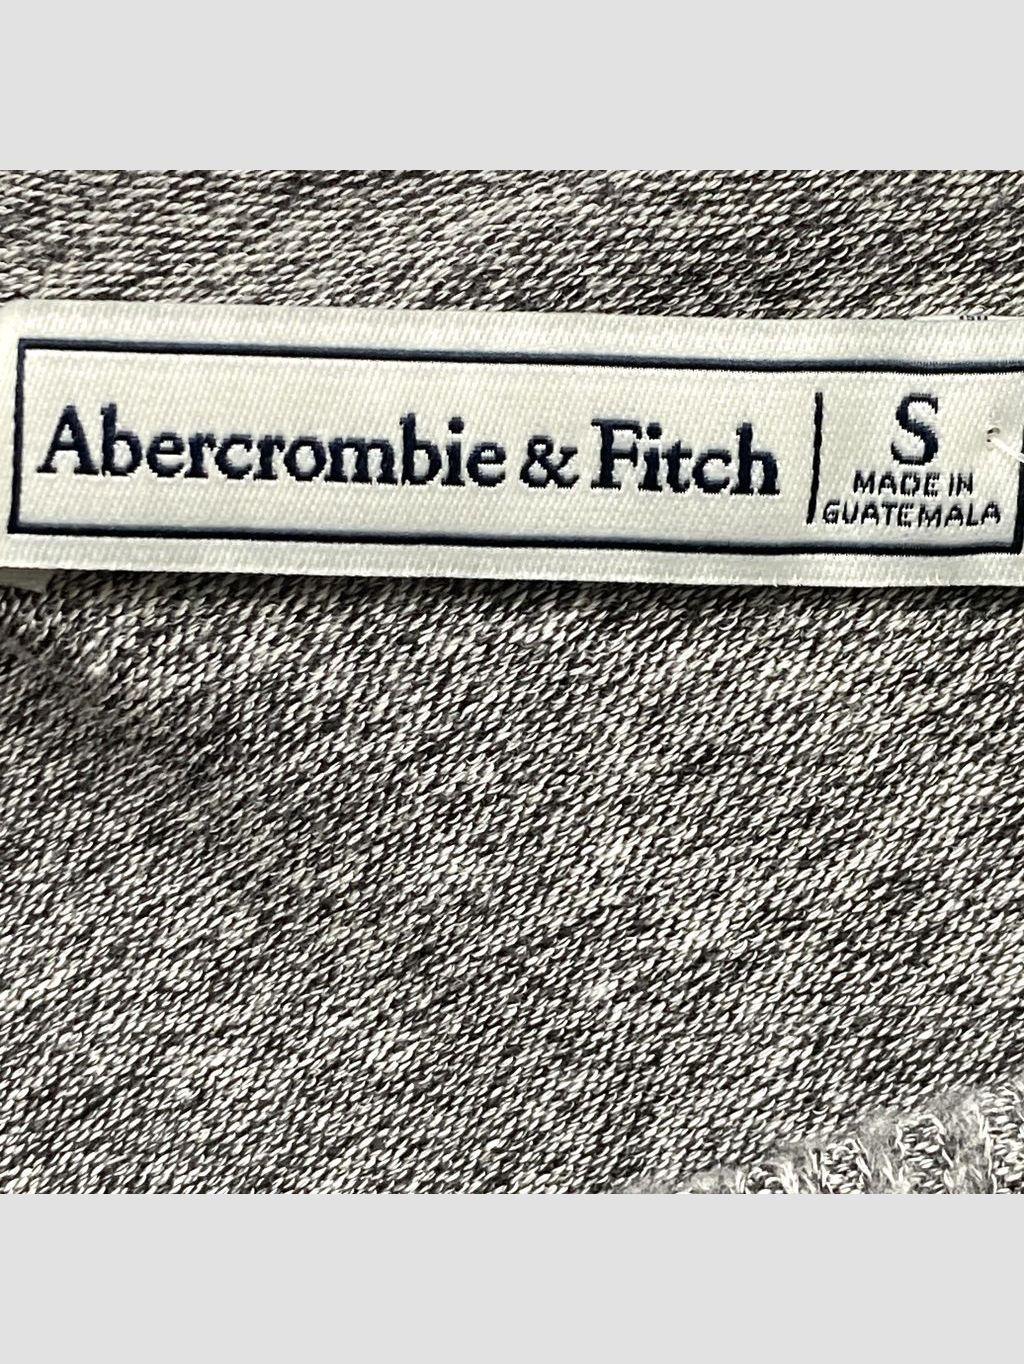 Abercrombie & Fitch
S
MADE IN
GUATEMALA